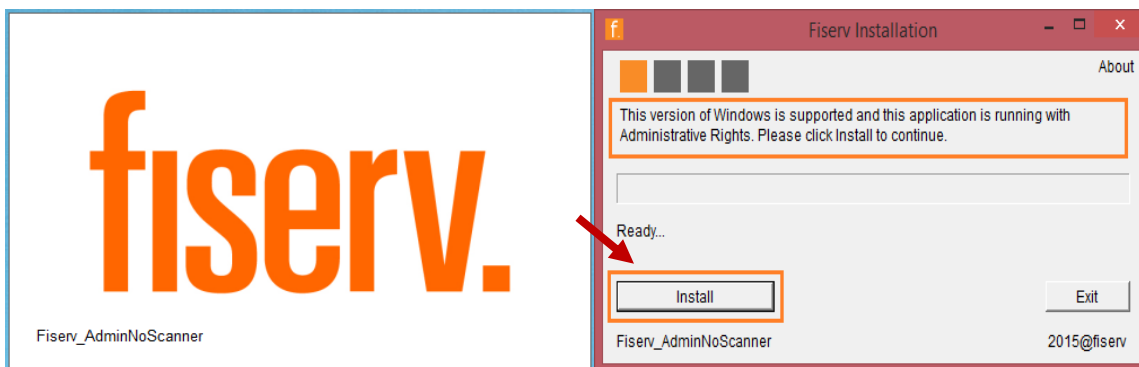 fiserv.
Fiserv_AdminNoScanner
f.
Fiserv Installation
About
This version of Windows is supported and this application is running with
Administrative Rights. Please click Install to continue.
Ready...
Install
Exit
Fiserv_AdminNoScanner
2015@fiserv